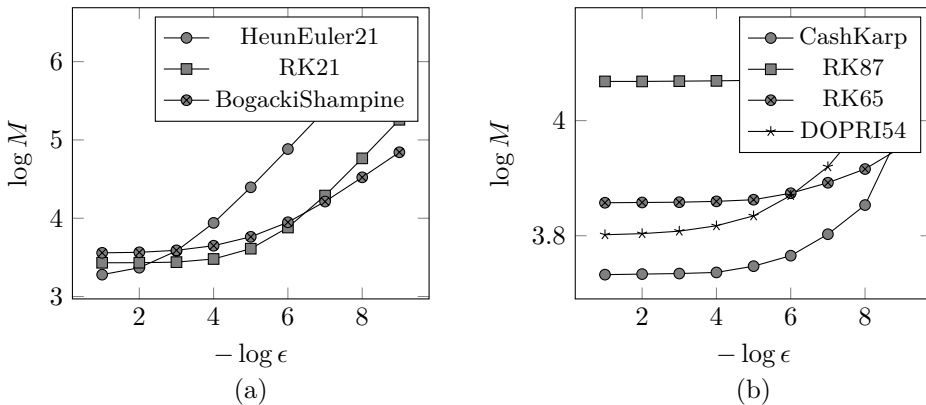 6
5
4
3
log M
2
4
6
8
− log ϵ
HeunEuler21
RK21
BogackiShampine
(a)
4
3.8
log M
2
4
6
8
− log ϵ
CashKarp
RK87
RK65
DOPRI54
(b)